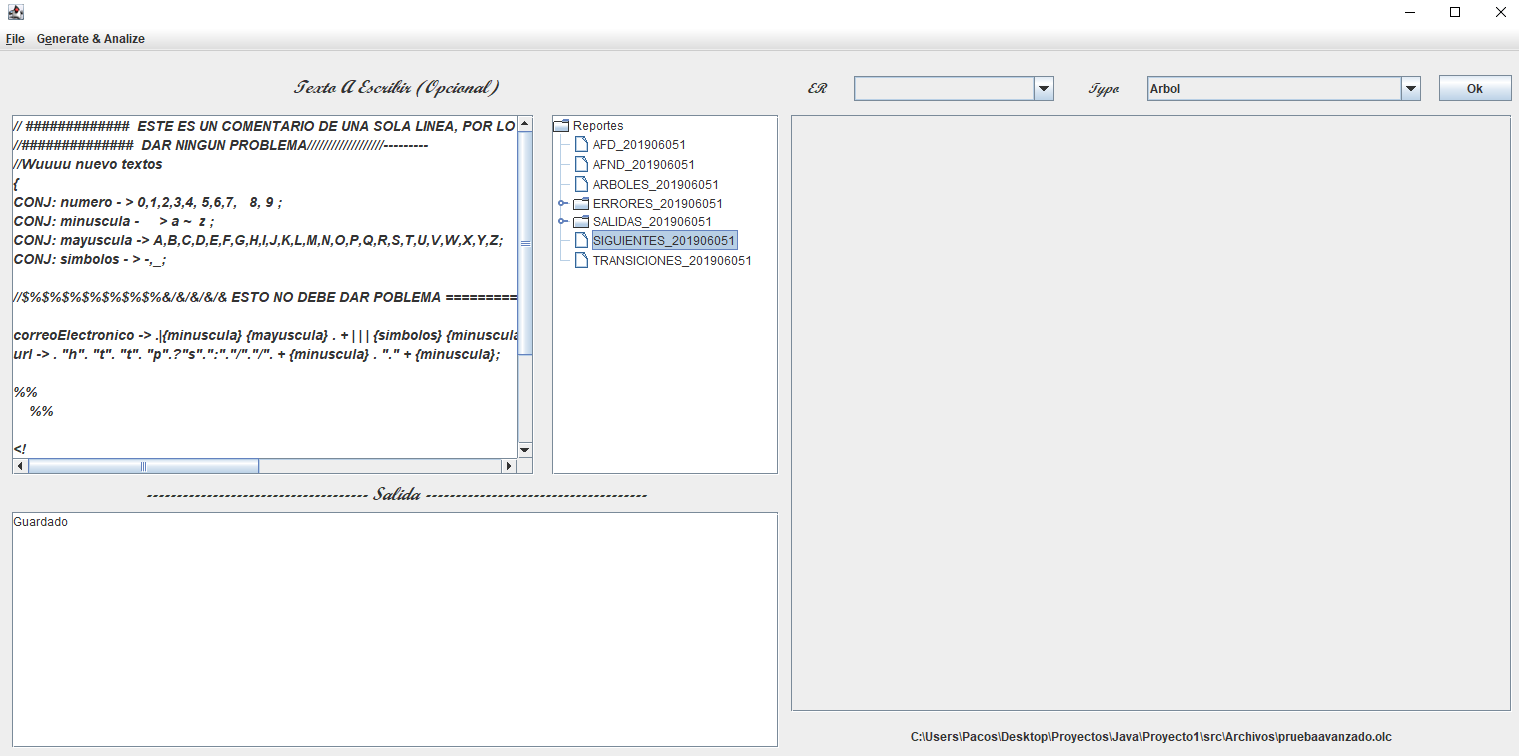 File Generate & Analize
Texto A Escribir (Opcional)
ER
Type
Arbol
Ok
// ############# ESTE ES UN COMENTARIO DE UNA SOLA LINEA, POR LO
//############## DAR NINGUN PROBLEMA///////////////////---------
//Wuuuu nuevo textos
{
CONJ: numero - > 0,1,2,3,4, 5,6,7,   8, 9 ;
CONJ: minuscula -     > a ~  z ;
CONJ: mayuscula -> A,B,C,D,E,F,G,H,I,J,K,L,M,N,O,P,Q,R,S,T,U,V,W,X,Y,Z;
CONJ: simbolos - > -,_;
//$%$%$%$%$%$%$%&/&/&/&/& ESTO NO DEBE DAR POBLEMA ==========
correoElectronico -> .|{minuscula} {mayuscula} . + | | | {simbolos} {minuscula
url -> . "h". "t". "t". "p".?"s".":"."/"."/". + {minuscula} . "." + {minuscula};
%%
%%
<!
Reportes
AFD_201906051
AFND_201906051
ARBOLES_201906051
ERRORES_201906051
SALIDAS_201906051
SIGUIENTES_201906051
TRANSICIONES_201906051
------------------------------------- Salida -------------------------------------
Guardado
C:\Users\Pacos\Desktop\Proyectos\Java\Proyecto1\src\Archivos\pruebaavanzado.olc